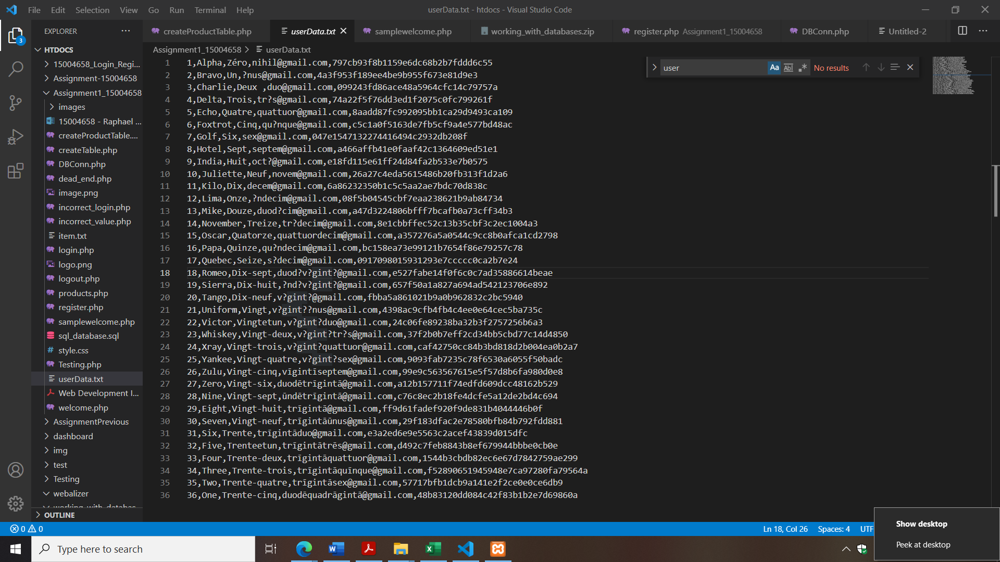 File Edit Selection View Go Run Terminal Help
userData.txt - htdocs - Visual Studio Code
EXPLORER
createProductTable.php
userData.txt
samplewelcome.php
working_with_databases.zip
register.php Assignment1_15004658
DBConn.php
Untitled-2
3
HTDOCS
15004658_Login_Regi...
Assignment-15004658
Assignment1_15004658
images
15004658 - Raphael ...
createProductTable....
createTable.php
DBConn.php
dead_end.php
image.png
incorrect_login.php
incorrect_value.php
item.txt
login.php
logo.png
logout.php
products.php
register.php
samplewelcome.php
sql_database.sql
style.css
Testing.php
userData.txt
Web Development I...
welcome.php
AssignmentPrevious
dashboard
img
test
Testing
webalizer
working_with_databas...
OUTLINE
Assignment1_15004658 > userData.txt
user
Aa Abl .*
No results
1 1,Alpha,Zéro,nihil@gmail.com,797cb93f8b1159e6dc68b2b7fddd6c55
2 2,Bravo,Un,?nus@gmail.com,4a3f953f189ee4be9b955f673e81d9e3
3 3,Charlie,Deux ,duo@gmail.com,099243fd86ace48a5964cfc14c79757a
4 4,Delta,Trois,tr?s@gmail.com,74a22f5f76dd3ed1f2075c0fc799261f
5 5,Echo,Quatre,quattuor@gmail.com,8aadd87fc992095bb1ca29d9493ca109
6 6,Foxtrot,Cinq,qu?nque@gmail.com,c5c1a0f5163de7fb5cf9a4e577bd48ac
7 7,Golf,Six,sex@gmail.com,047e1547132274416494c2932db208f
8 8,Hotel,Sept,septem@gmail.com,a466affb41e0faaf42c1364609ed51e1
9 9,India,Huit,oct?@gmail.com,e18fd115e61ff24d84fa2b533e7b0575
10 10,Juliette,Neuf,novem@gmail.com,26a27c4eda5615486b20fb313f1d2a6
11 11,Kilo,Dix,decem@gmail.com,6a86232350b1c5c5aa2ae7bdc70d838c
12 12,Lima,Onze,?ndecim@gmail.com,08f5b04545cbf7eaa238621b9ab84734
13 13,Mike,Douze,duod?cim@gmail.com,a47d3224806bfff7bcafb0a73cff34b3
14 14,November,Treize,tr?decim@gmail.com,8e1cbbffec52c13b35cbf3c2ec1004a3
15 15,Oscar,Quatorze,quattuordecim@gmail.com,a357276a5a0544c9cc8b0afca1cd2798
16 16,Papa,Quinze,qu?ndecim@gmail.com,bc158ea73e99121b7654f86e79257c78
17 17,Quebec,Seize,s?decim@gmail.com,0917098015931293e7ccccc0ca2b7e24
18 18,Romeo,Dix-sept,duod?v?gint?@gmail.com,e527fabe14f0f6c0c7ad35886614beae
19 19,Sierra,Dix-huit,?nd?v?gint?@gmail.com,657f50a1a827a694ad542123706e892
20 20,Tango,Dix-neuf,v?gint?@gmail.com,fbba5a861021b9a0b962832c2bc5940
21 21,Uniform,Vingt,v?gint??nus@gmail.com,4398ac9cfb4fb4c4ee0e64cec5ba735c
22 22,Victor,Vingtetun,v?gint?duo@gmail.com,24c06fe89238ba32b3f2757256b6a3
23 23,Whiskey,Vingt-deux,v?gint?tr?s@gmail.com,37f2b0b7eff2cd34bb5cbd77c14d4850
24 24,Xray,Vingt-trois,v?gint?quattuor@gmail.com,caf42750cc84b3bd818d2b004ea0b2a7
25 25,Yankee,Vingt-quatre,v?gint?sex@gmail.com,9093fab7235c78f6530a6055f50badc
26 26,Zulu,Vingt-cinq,vīgintīseptem@gmail.com,99e9c563567615e5f57d8b6fa980d0e8
27 27,Zero,Vingt-six,duodētrīgintā@gmail.com,a12b157711f74edfd609dcc48162b529
28 28,Nine,Vingt-sept,ūndētrīgintā@gmail.com,c76c8ec2b18fe4dcfe5a12de2bd4c694
29 29,Eight,Vingt-huit,trīgintā@gmail.com,ff9d61fadef920f9de831b4044446b0f
30 30,Seven,Vingt-neuf,trīgintāūnus@gmail.com,29f183dfac2e78580bfb84b792fdd881
31 31,Six,Trente,trīgintāduo@gmail.com,e3a2ed6e9e5563c2acef43839d015dfc
32 32,Five,Trenteetun,trīgintātrēs@gmail.com,d492c7feb8843b8ef679944bbbe0cb0e
33 33,Four,Trente-deux,trīgintāquattuor@gmail.com,1544b3cbdb82ec6e67d7842759ae299
34 34,Three,Trente-trois,trīgintāquīnque@gmail.com,f52890651945948e7ca97280fa79564a
35 35,Two,Trente-quatre,trīgintāsex@gmail.com,57717bfb1dcb9a141e2f2ce0e0ce6db9
36 36,One,Trente-cinq,duodēquadrāgintā@gmail.com,48b83120dd084c42f83b1b2e7d69860a
0 0
Ln 18, Col 26 Spaces: 4 UTF
Show desktop
Peek at desktop
Type here to search